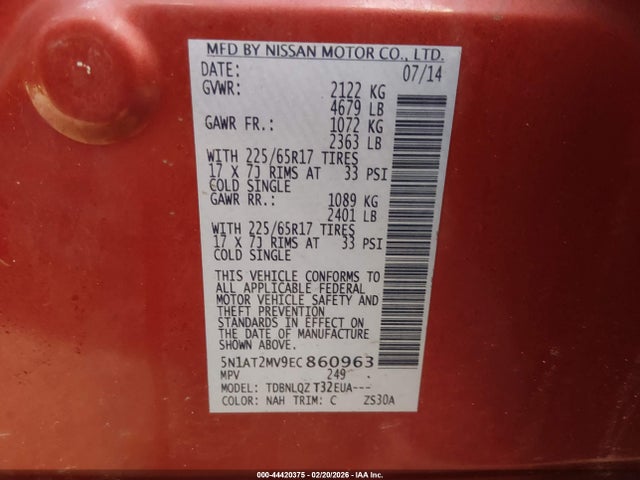 MFD BY NISSAN MOTOR CO., LTD.
DATE: 07/14
GVWR: 2122 KG
4679 LB
GAWR FR.: 1072 KG
2363 LB
WITH 225/65R17 TIRES
17 X 7J RIMS AT 33 PSI
COLD SINGLE
GAWR RR.: 1089 KG
2401 LB
WITH 225/65R17 TIRES
17 X 7J RIMS AT 33 PSI
COLD SINGLE
THIS VEHICLE CONFORMS TO
ALL APPLICABLE FEDERAL
MOTOR VEHICLE SAFETY AND
THEFT PREVENTION
STANDARDS IN EFFECT ON
THE DATE OF MANUFACTURE
SHOWN ABOVE.
5N1AT2MV9EC860963
MPV 249
MODEL: TDBNLQZ T32EUA---
COLOR: NAH TRIM: C ZS30A
000-44420375 - 02/20/2026 - IAA Inc.